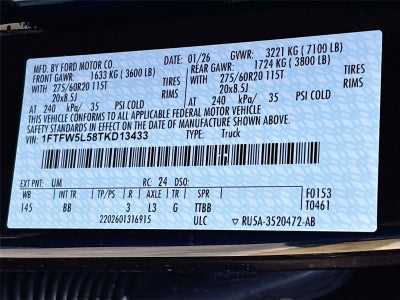 MFD. BY FORD MOTOR CO. 01/26 GVWR: 3221 KG (7100 LB)
FRONT GAWR: 1633 KG (3600 LB) REAR GAWR: 1724 KG (3800 LB)
275/60R20 115T TIRES 275/60R20 115T TIRES
20x8.5J RIMS 20x8.5J RIMS
AT 240 kPa/ 35 PSI COLD AT 240 kPa/ 35 PSI COLD
THIS VEHICLE CONFORMS TO ALL APPLICABLE FEDERAL MOTOR VEHICLE
SAFETY STANDARDS IN EFFECT ON THE DATE OF MANUFACTURE SHOWN ABOVE.
VIN: 1FTFW5L58TKD13433 TYPE: Truck
EXT PNT: UM RC: 24 DSO:
WB INT TR TP/PS R AXLE TR SPR F0153
145 BB 3 L3 G TTBB T0461
2202601316915 ULC RU5A-3520472-AB